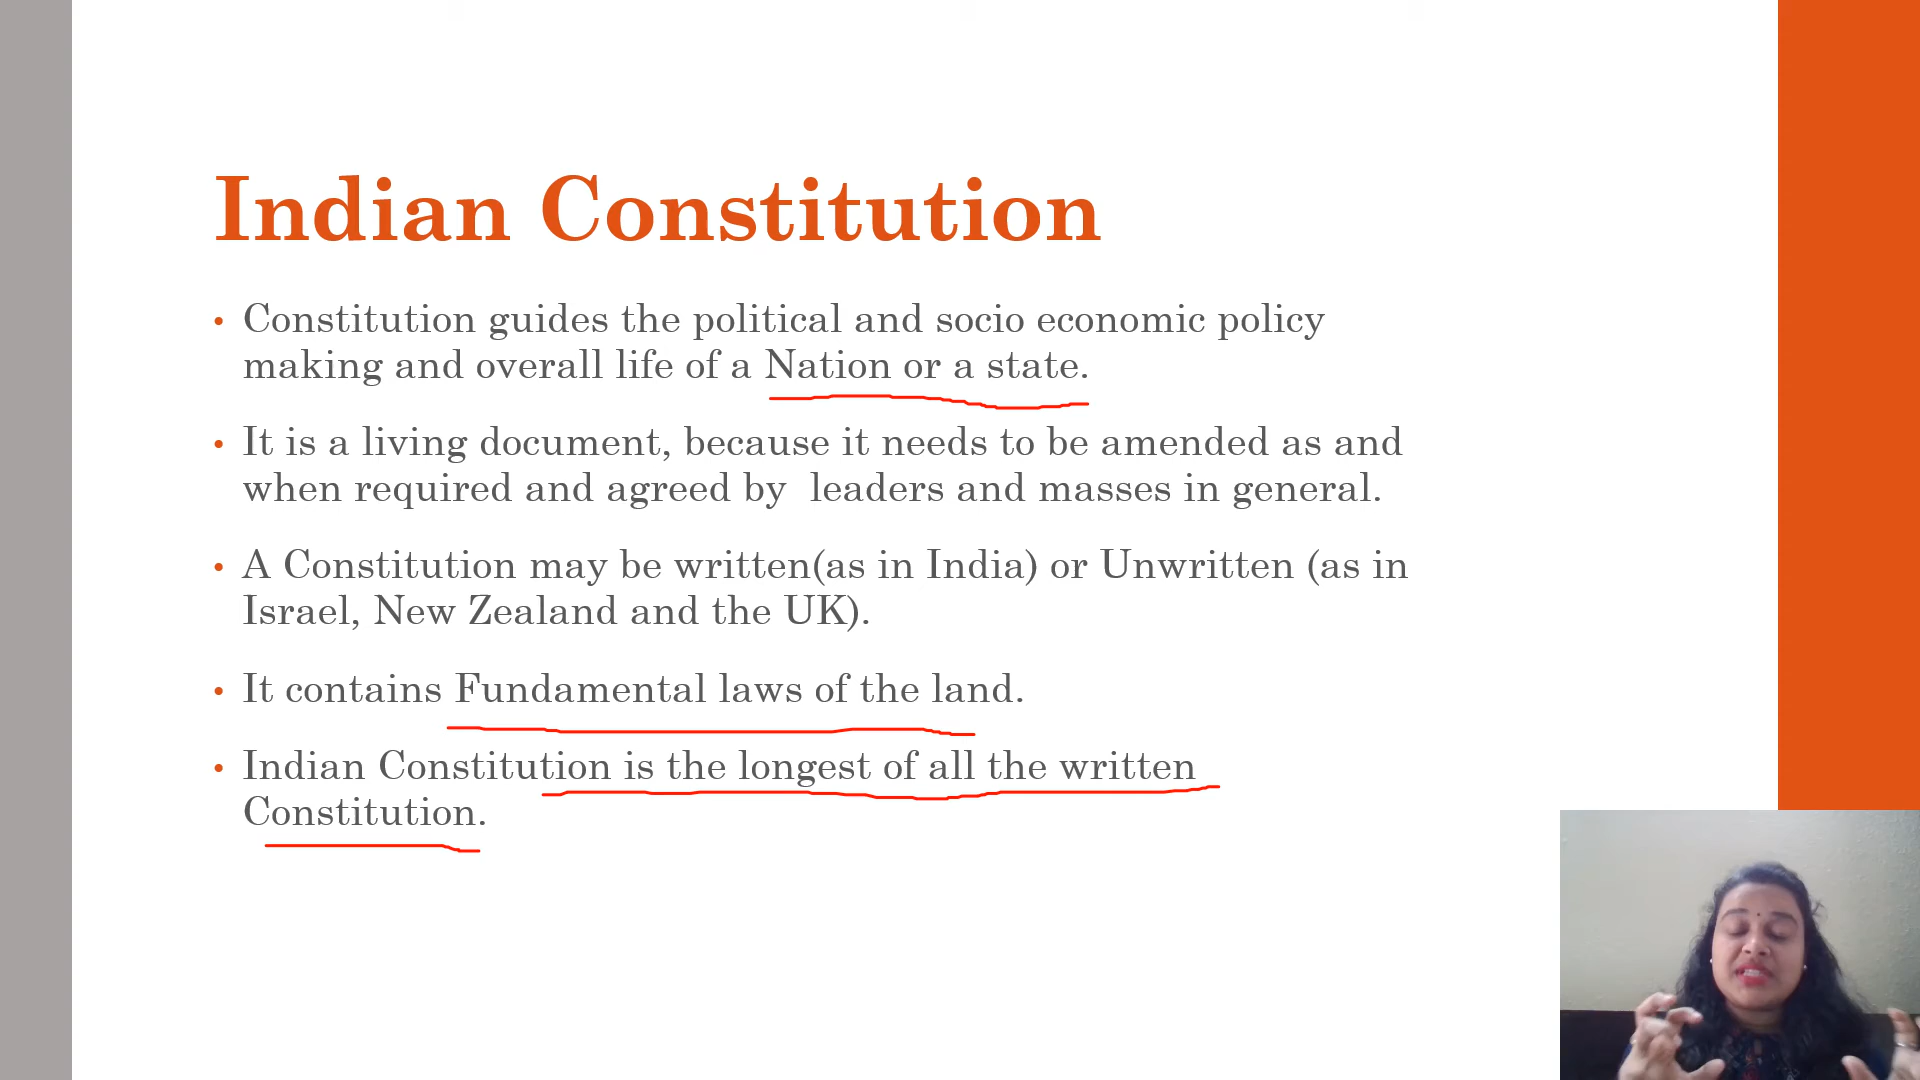 Indian Constitution
• Constitution guides the political and socio economic policy
making and overall life of a Nation or a state.
• It is a living document, because it needs to be amended as and
when required and agreed by  leaders and masses in general.
• A Constitution may be written(as in India) or Unwritten (as in
Israel, New Zealand and the UK).
• It contains Fundamental laws of the land.
• Indian Constitution is the longest of all the written
Constitution.